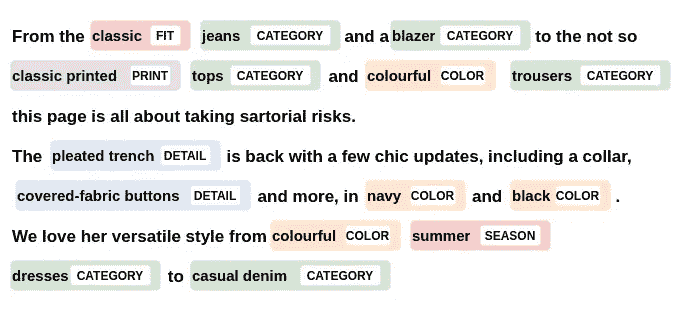 From the classic FIT jeans CATEGORY and a blazer CATEGORY to the not so
classic printed PRINT tops CATEGORY and colourful COLOR trousers CATEGORY
this page is all about taking sartorial risks.
The pleated trench DETAIL is back with a few chic updates, including a collar,
covered-fabric buttons DETAIL and more, in navy COLOR and black COLOR .
We love her versatile style from colourful COLOR summer SEASON
dresses CATEGORY to casual denim CATEGORY